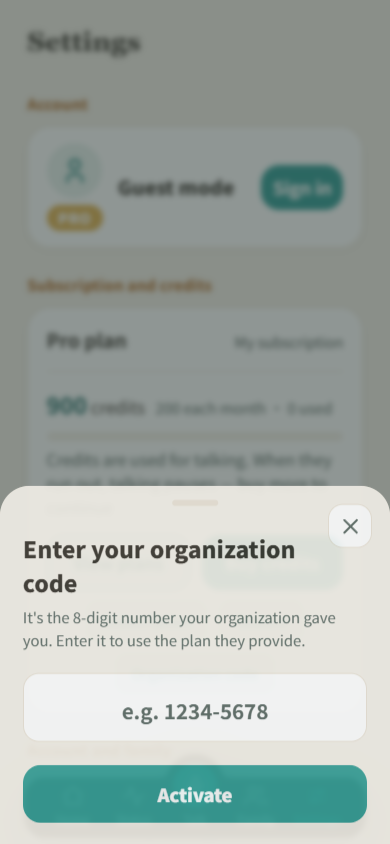 Settings
Account
Guest mode
Sign in
PRO
Subscription and credits
Pro plan
My subscription
900 credits 200 each month • 0 used
Credits are used for talking. When they
Enter your organization
code
It's the 8-digit number your organization gave
you. Enter it to use the plan they provide.
e.g. 1234-5678
Activate